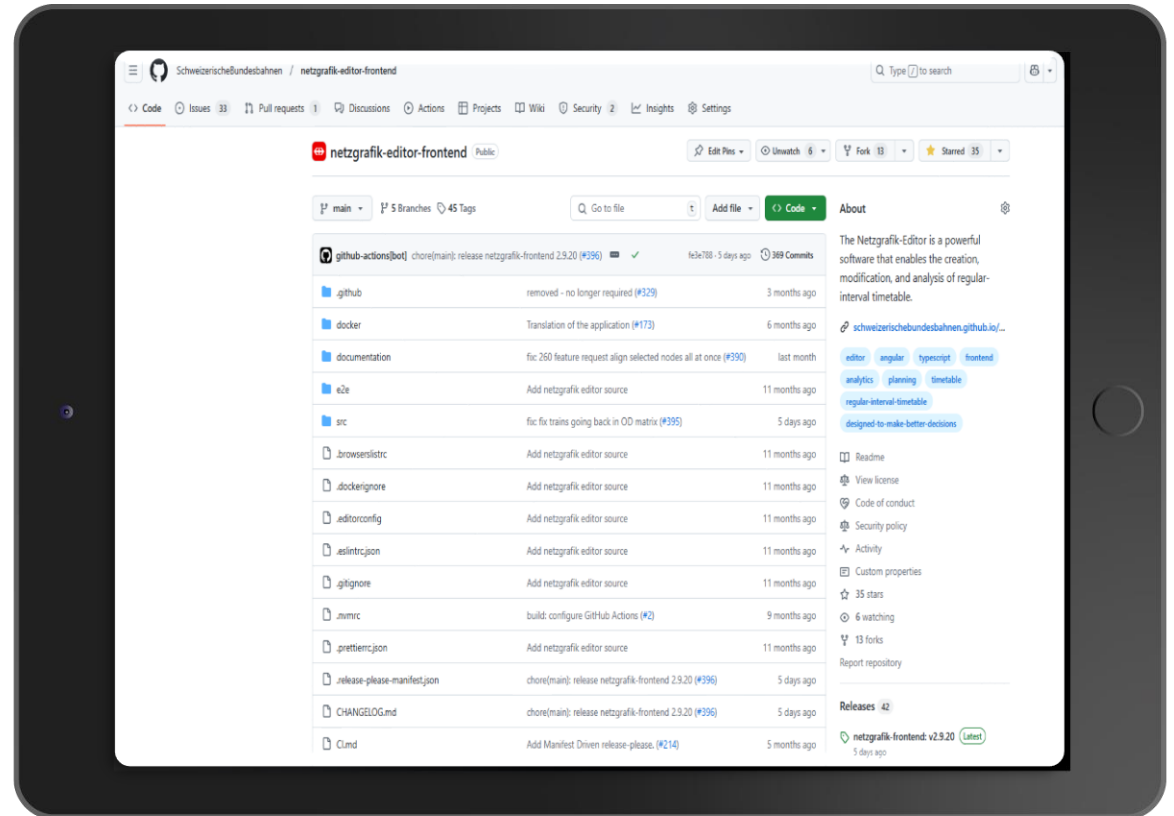 SchweizerischeBundesbahnen / netzgrafik-editor-frontend
Type / to search
Code Issues 33 Pull requests 1 Discussions Actions Projects Wiki Security 2 Insights Settings
netzgrafik-editor-frontend Public
Edit Pins Unwatch 6 Fork 13 Starred 35
main 5 Branches 45 Tags Go to file t Add file Code
github-actions[bot] chore(main): release netzgrafik-frontend 2.9.20 (#396) fe3e788 · 5 days ago 369 Commits
.github removed - no longer required (#329) 3 months ago
docker Translation of the application (#173) 6 months ago
documentation fix: 260 feature request align selected nodes all at once (#390) last month
e2e Add netzgrafik editor source 11 months ago
src fix: fix trains going back in OD matrix (#395) 5 days ago
.browserslistrc Add netzgrafik editor source 11 months ago
.dockerignore Add netzgrafik editor source 11 months ago
.editorconfig Add netzgrafik editor source 11 months ago
.eslintrc.json Add netzgrafik editor source 11 months ago
.gitignore Add netzgrafik editor source 11 months ago
.nvmrc build: configure GitHub Actions (#2) 9 months ago
.prettierrc.json Add netzgrafik editor source 11 months ago
.release-please-manifest.json chore(main): release netzgrafik-frontend 2.9.20 (#396) 5 days ago
CHANGELOG.md chore(main): release netzgrafik-frontend 2.9.20 (#396) 5 days ago
CI.md Add Manifest Driven release-please. (#214) 5 months ago
About
The Netzgrafik-Editor is a powerful
software that enables the creation,
modification, and analysis of regular-
interval timetable.
schweizerischebundesbahnen.github.io/...
editor angular typescript frontend
analytics planning timetable
regular-interval-timetable
designed-to-make-better-decisions
Readme
View license
Code of conduct
Security policy
Activity
Custom properties
35 stars
6 watching
13 forks
Report repository
Releases 42
netzgrafik-frontend: v2.9.20 Latest
5 days ago